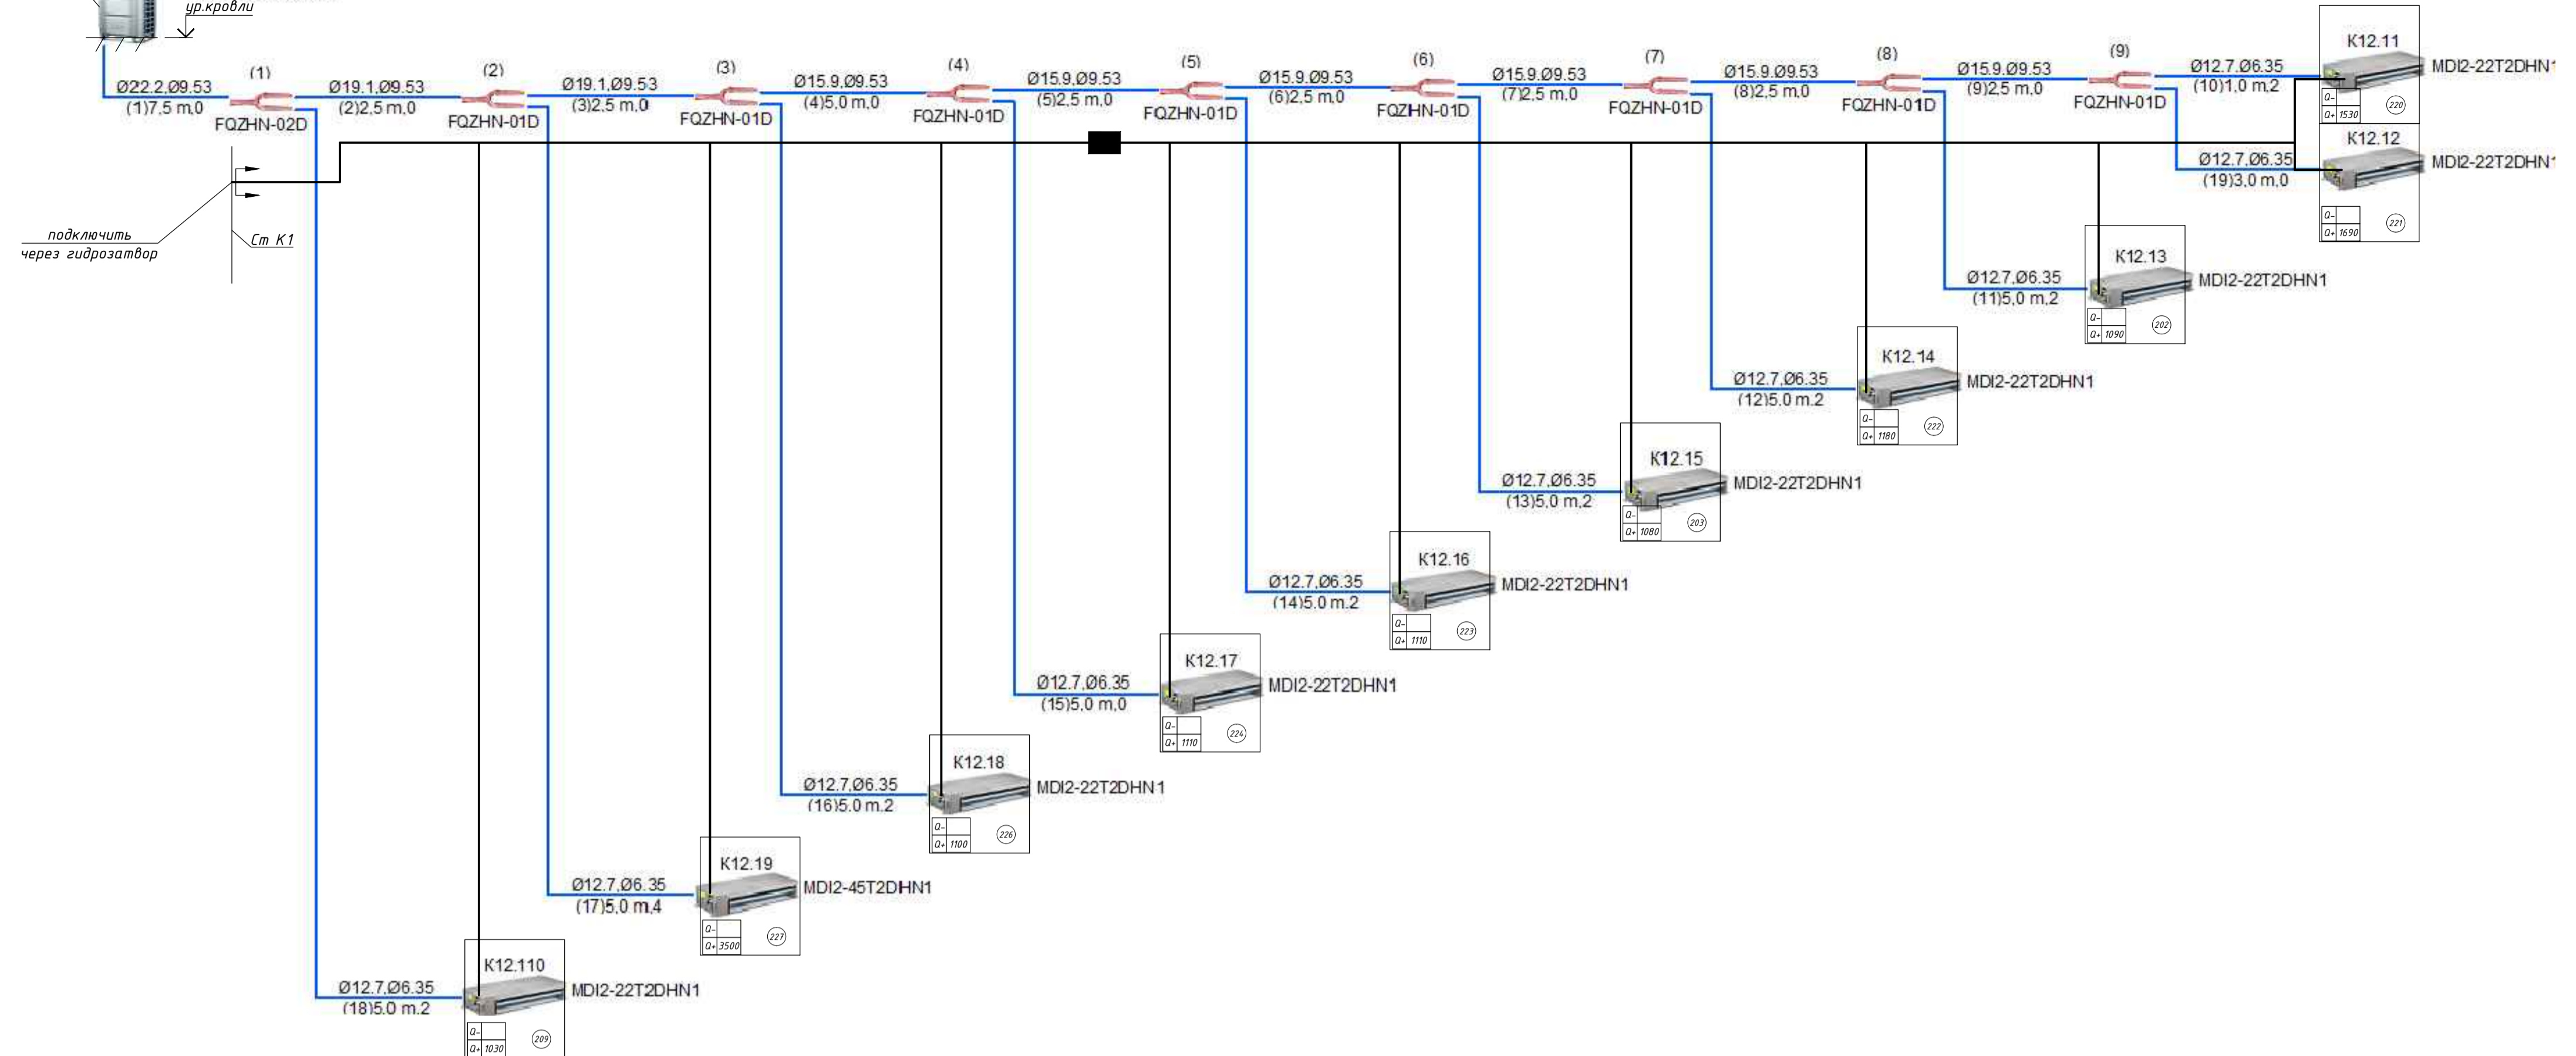 ур.кровли
(1)
(2)
(3)
(4)
(5)
(6)
(7)
(8)
(9)
Ø22.2,Ø9.53
(1)7,5 m,0
FQZHN-02D
Ø19.1,Ø9.53
(2)2,5 m,0
FQZHN-01D
Ø19.1,Ø9.53
(3)2,5 m,0
FQZHN-01D
Ø15.9,Ø9.53
(4)5,0 m,0
FQZHN-01D
Ø15.9,Ø9.53
(5)2,5 m,0
FQZHN-01D
Ø15.9,Ø9.53
(6)2,5 m,0
FQZHN-01D
Ø15.9,Ø9.53
(7)2,5 m,0
FQZHN-01D
Ø15.9,Ø9.53
(8)2,5 m,0
FQZHN-01D
Ø15.9,Ø9.53
(9)2,5 m,0
FQZHN-01D
Ø12.7,Ø6.35
(10)1,0 m,2
K12.11
MDI2-22T2DHN1
Q-
Q+ 1530
220
Ø12.7,Ø6.35
(19)3,0 m,0
K12.12
MDI2-22T2DHN1
Q-
Q+ 1690
221
подключить
через гидрозатвор
Ст К1
Ø12.7,Ø6.35
(11)5,0 m,2
K12.13
MDI2-22T2DHN1
Q-
Q+ 1090
202
Ø12.7,Ø6.35
(12)5,0 m,2
K12.14
MDI2-22T2DHN1
Q-
Q+ 1180
222
Ø12.7,Ø6.35
(13)5,0 m,2
K12.15
MDI2-22T2DHN1
Q-
Q+ 1080
203
Ø12.7,Ø6.35
(14)5,0 m,2
K12.16
MDI2-22T2DHN1
Q-
Q+ 1110
223
Ø12.7,Ø6.35
(15)5,0 m,0
K12.17
MDI2-22T2DHN1
Q-
Q+ 1110
224
Ø12.7,Ø6.35
(16)5,0 m,2
K12.18
MDI2-22T2DHN1
Q-
Q+ 1100
226
Ø12.7,Ø6.35
(17)5,0 m,4
K12.19
MDI2-45T2DHN1
Q-
Q+ 3500
227
Ø12.7,Ø6.35
(18)5,0 m,2
K12.110
MDI2-22T2DHN1
Q-
Q+ 1030
209